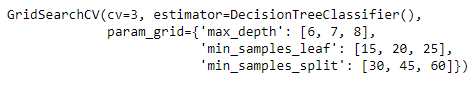 GridSearchCV(cv=3, estimator=DecisionTreeClassifier(),
             param_grid={'max_depth': [6, 7, 8],
                         'min_samples_leaf': [15, 20, 25],
                         'min_samples_split': [30, 45, 60]})